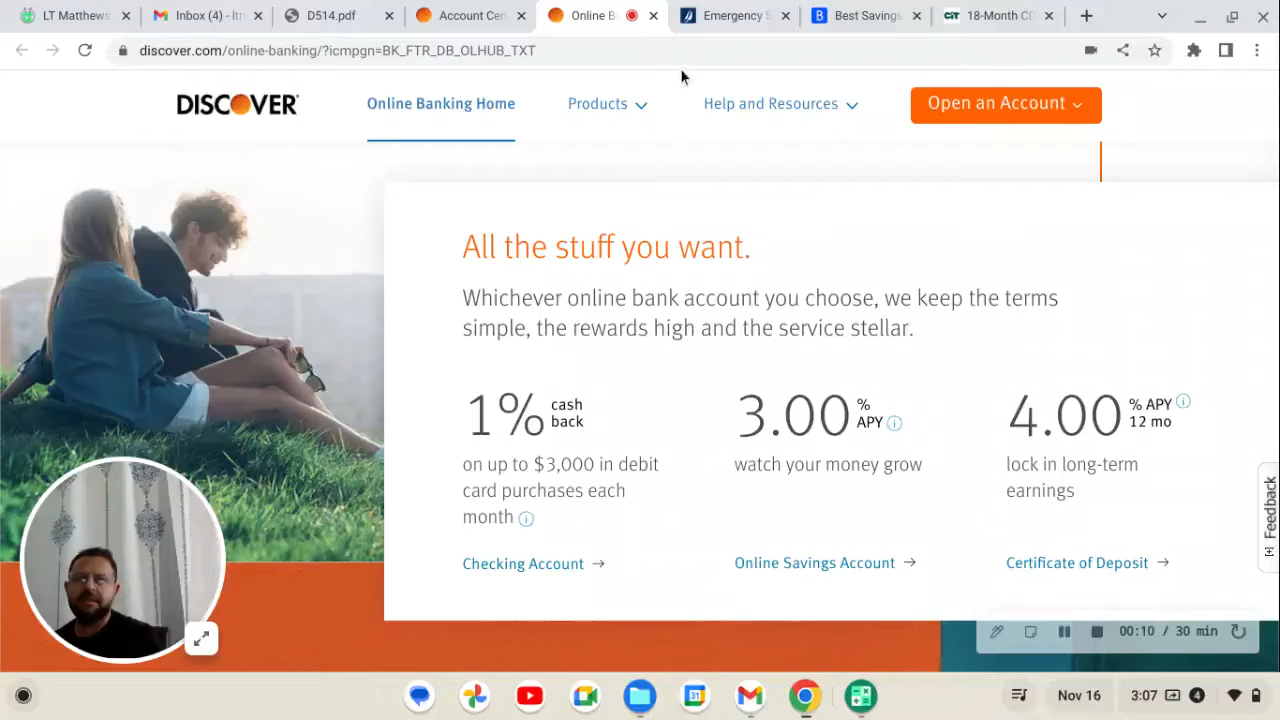 LT Matthews
Inbox (4) - ltm
D514.pdf
Account Cen
Online B
Emergency S
Best Savings
18-Month CD
discover.com/online-banking/?icmpgn=BK_FTR_DB_OLHUB_TXT
DISCOVER
Online Banking Home
Products
Help and Resources
Open an Account
All the stuff you want.
Whichever online bank account you choose, we keep the terms
simple, the rewards high and the service stellar.
1% cash back
on up to $3,000 in debit
card purchases each
month
Checking Account →
3.00 % APY
watch your money grow
Online Savings Account →
4.00 % APY 12 mo
lock in long-term
earnings
Certificate of Deposit →
[+] Feedback
00:10 / 30 min
Nov 16
3:07
4